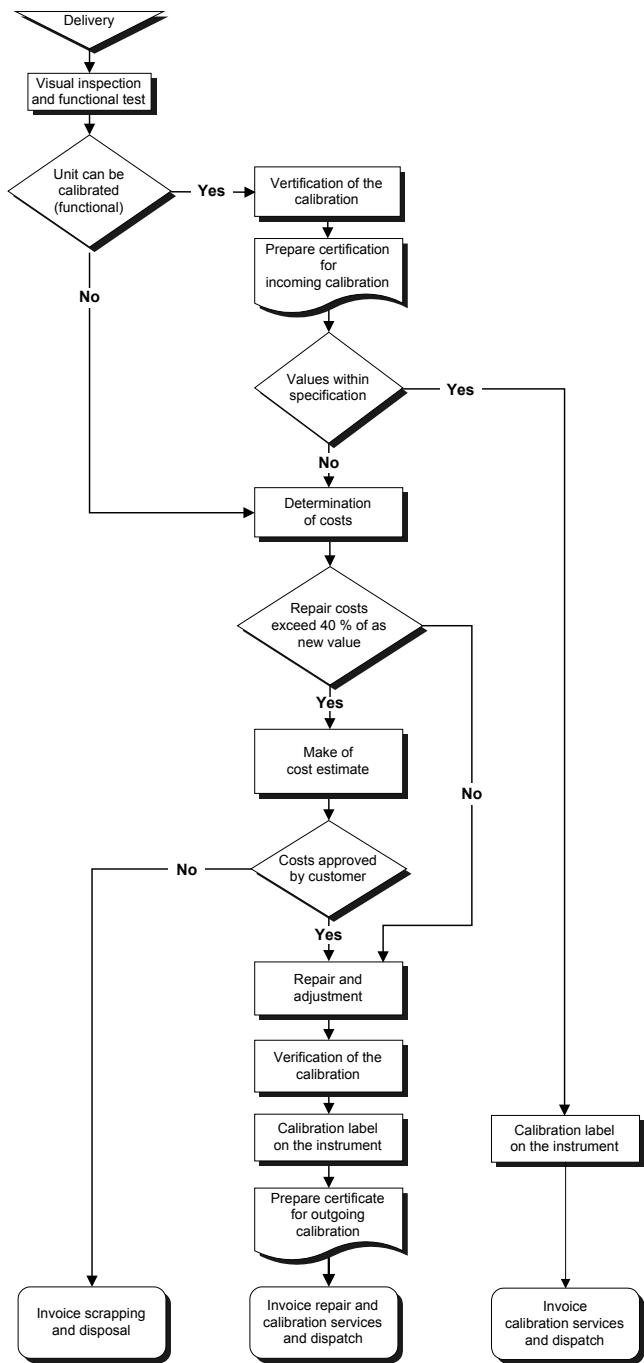 Delivery
Visual inspection
and functional test
Unit can be
calibrated
(functional)
Yes
Vertification of the
calibration
Prepare certification
for
incoming calibration
No
Values within
specification
Yes
No
Determination
of costs
Repair costs
exceed 40 % of as
new value
Yes
Make of
cost estimate
No
Costs approved
by customer
No
Yes
Repair and
adjustment
Verification of the
calibration
Calibration label
on the instrument
Calibration label
on the instrument
Prepare certificate
for outgoing
calibration
Invoice scrapping
and disposal
Invoice repair and
calibration services
and dispatch
Invoice
calibration services
and dispatch